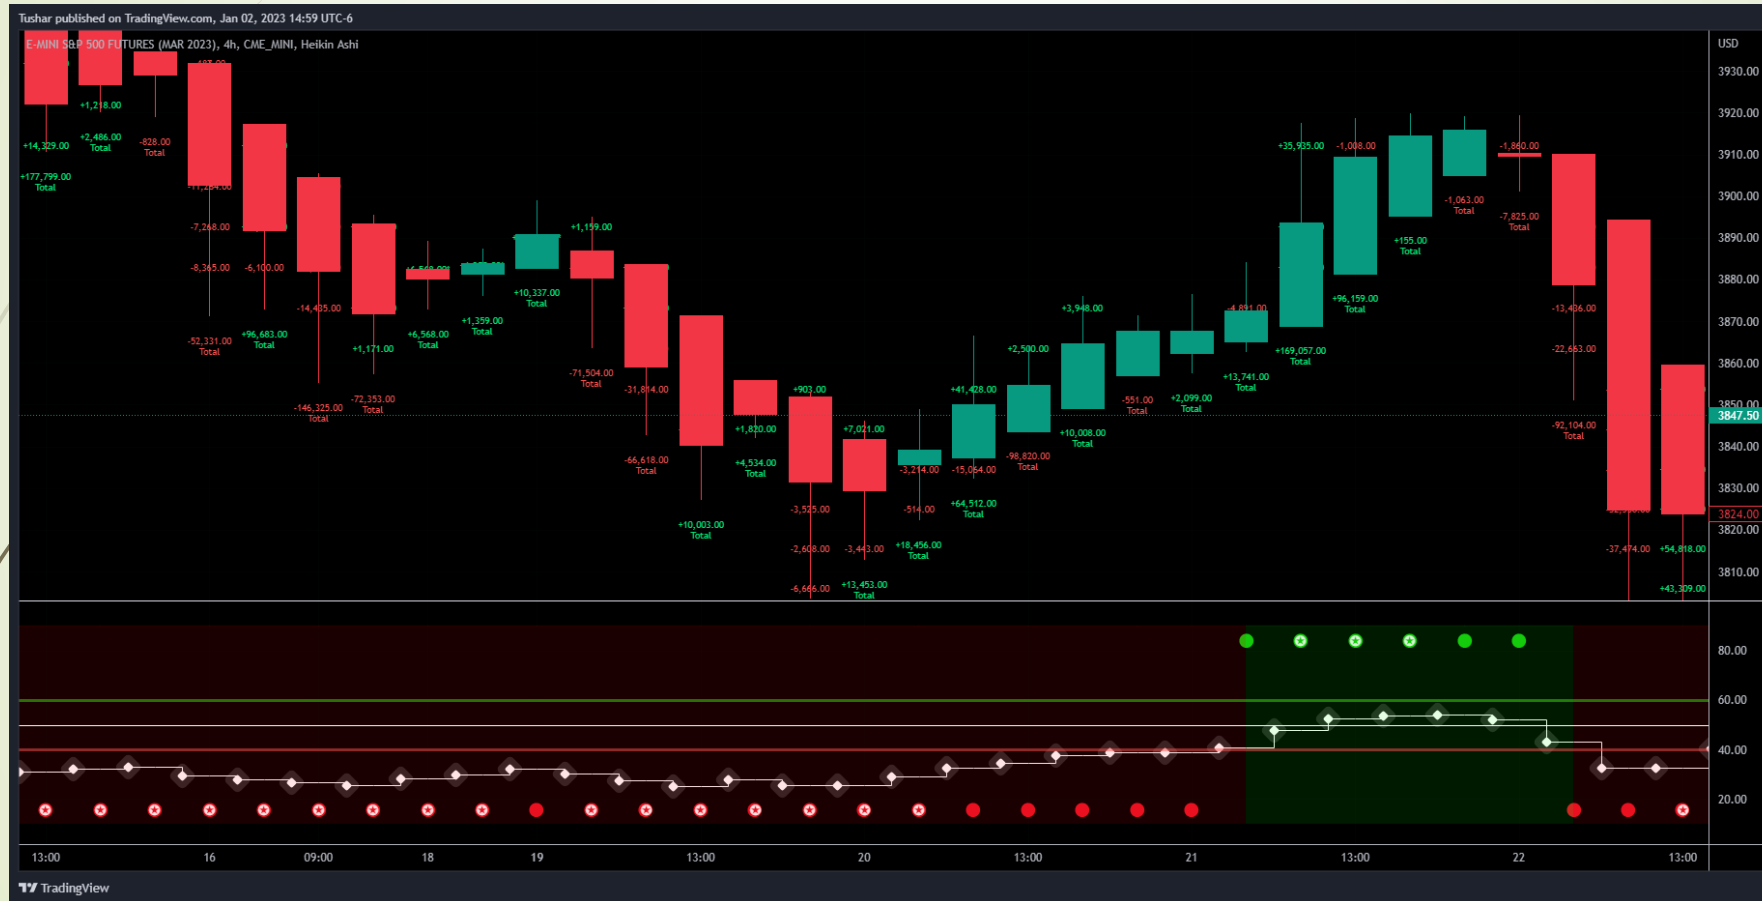 Tushar published on TradingView.com, Jan 02, 2023 14:59 UTC-6
E-MINI S&P 500 FUTURES (MAR 2023), 4h, CME_MINI, Heikin Ashi
USD
3930.00
3920.00
3910.00
3900.00
3890.00
3880.00
3870.00
3860.00
3850.00
3847.50
3840.00
3830.00
3824.00
3820.00
3810.00
+14,329.00
+177,799.00
Total
+1,218.00
+2,486.00
Total
-828.00
Total
-7,268.00
-8,365.00
-52,331.00
Total
-6,100.00
+96,683.00
Total
-14,435.00
-146,325.00
Total
+1,171.00
-72,353.00
Total
+6,568.00
Total
+1,359.00
Total
+10,337.00
Total
+1,159.00
-71,504.00
Total
-31,814.00
-66,618.00
Total
+10,003.00
Total
+1,820.00
+4,534.00
Total
+903.00
-3,525.00
-2,608.00
-6,666.00
+7,021.00
-3,443.00
+13,453.00
Total
-3,214.00
-514.00
+18,456.00
Total
+41,428.00
-15,064.00
+64,512.00
Total
+2,500.00
-98,820.00
Total
+3,948.00
+10,008.00
Total
-551.00
Total
+2,099.00
Total
-4,891.00
+13,741.00
Total
+35,935.00
+169,057.00
Total
-1,008.00
+96,159.00
Total
+155.00
Total
-1,063.00
Total
-1,860.00
-7,825.00
Total
-13,436.00
-22,663.00
-92,104.00
Total
-37,474.00
+54,818.00
+43,309.00
80.00
60.00
40.00
20.00
13:00
16
09:00
18
19
13:00
20
13:00
21
13:00
22
13:00
TradingView